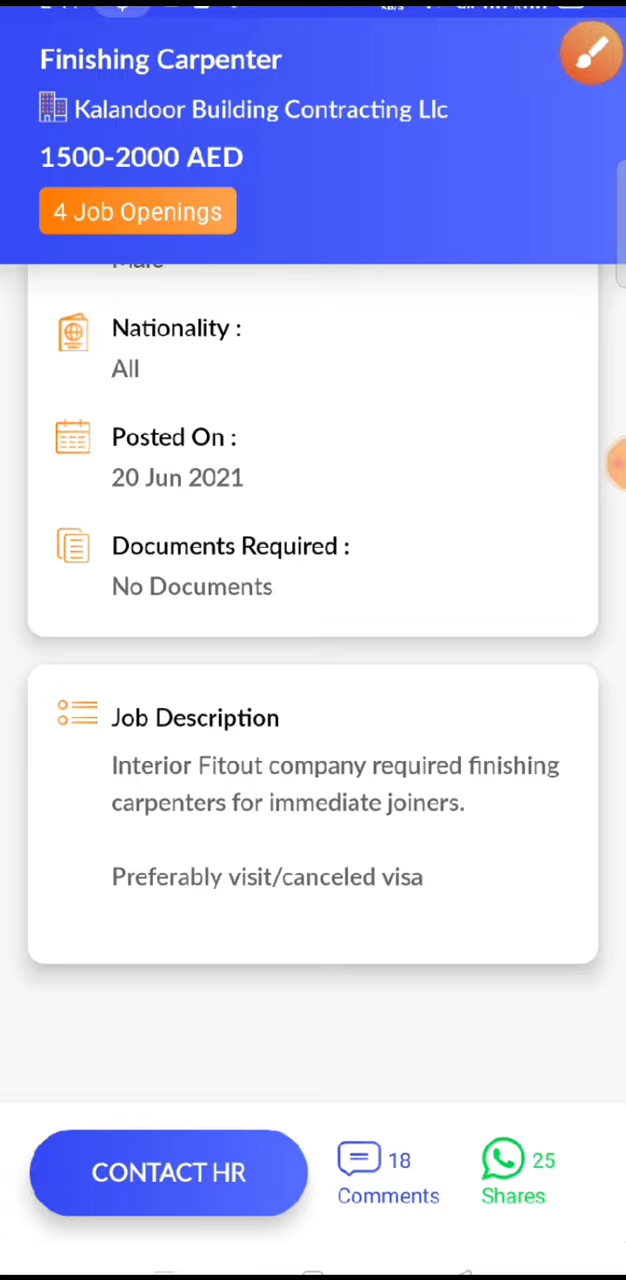 Finishing Carpenter
Kalandoor Building Contracting Llc
1500-2000 AED
4 Job Openings
Nationality :
All
Posted On :
20 Jun 2021
Documents Required :
No Documents
Job Description
Interior Fitout company required finishing
carpenters for immediate joiners.
Preferably visit/canceled visa
CONTACT HR
18
Comments
25
Shares